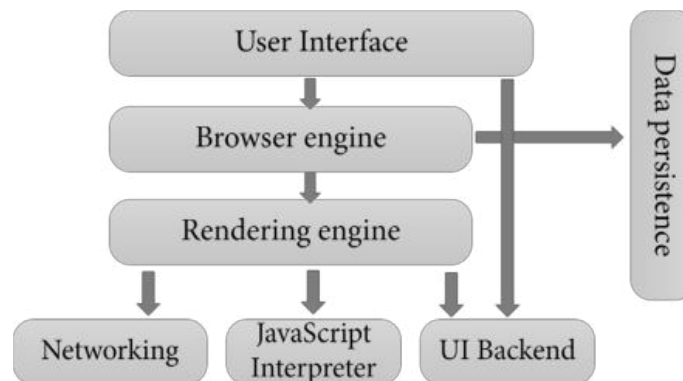 User Interface
Browser engine
Data persistence
Rendering engine
Networking
JavaScript
Interpreter
UI Backend